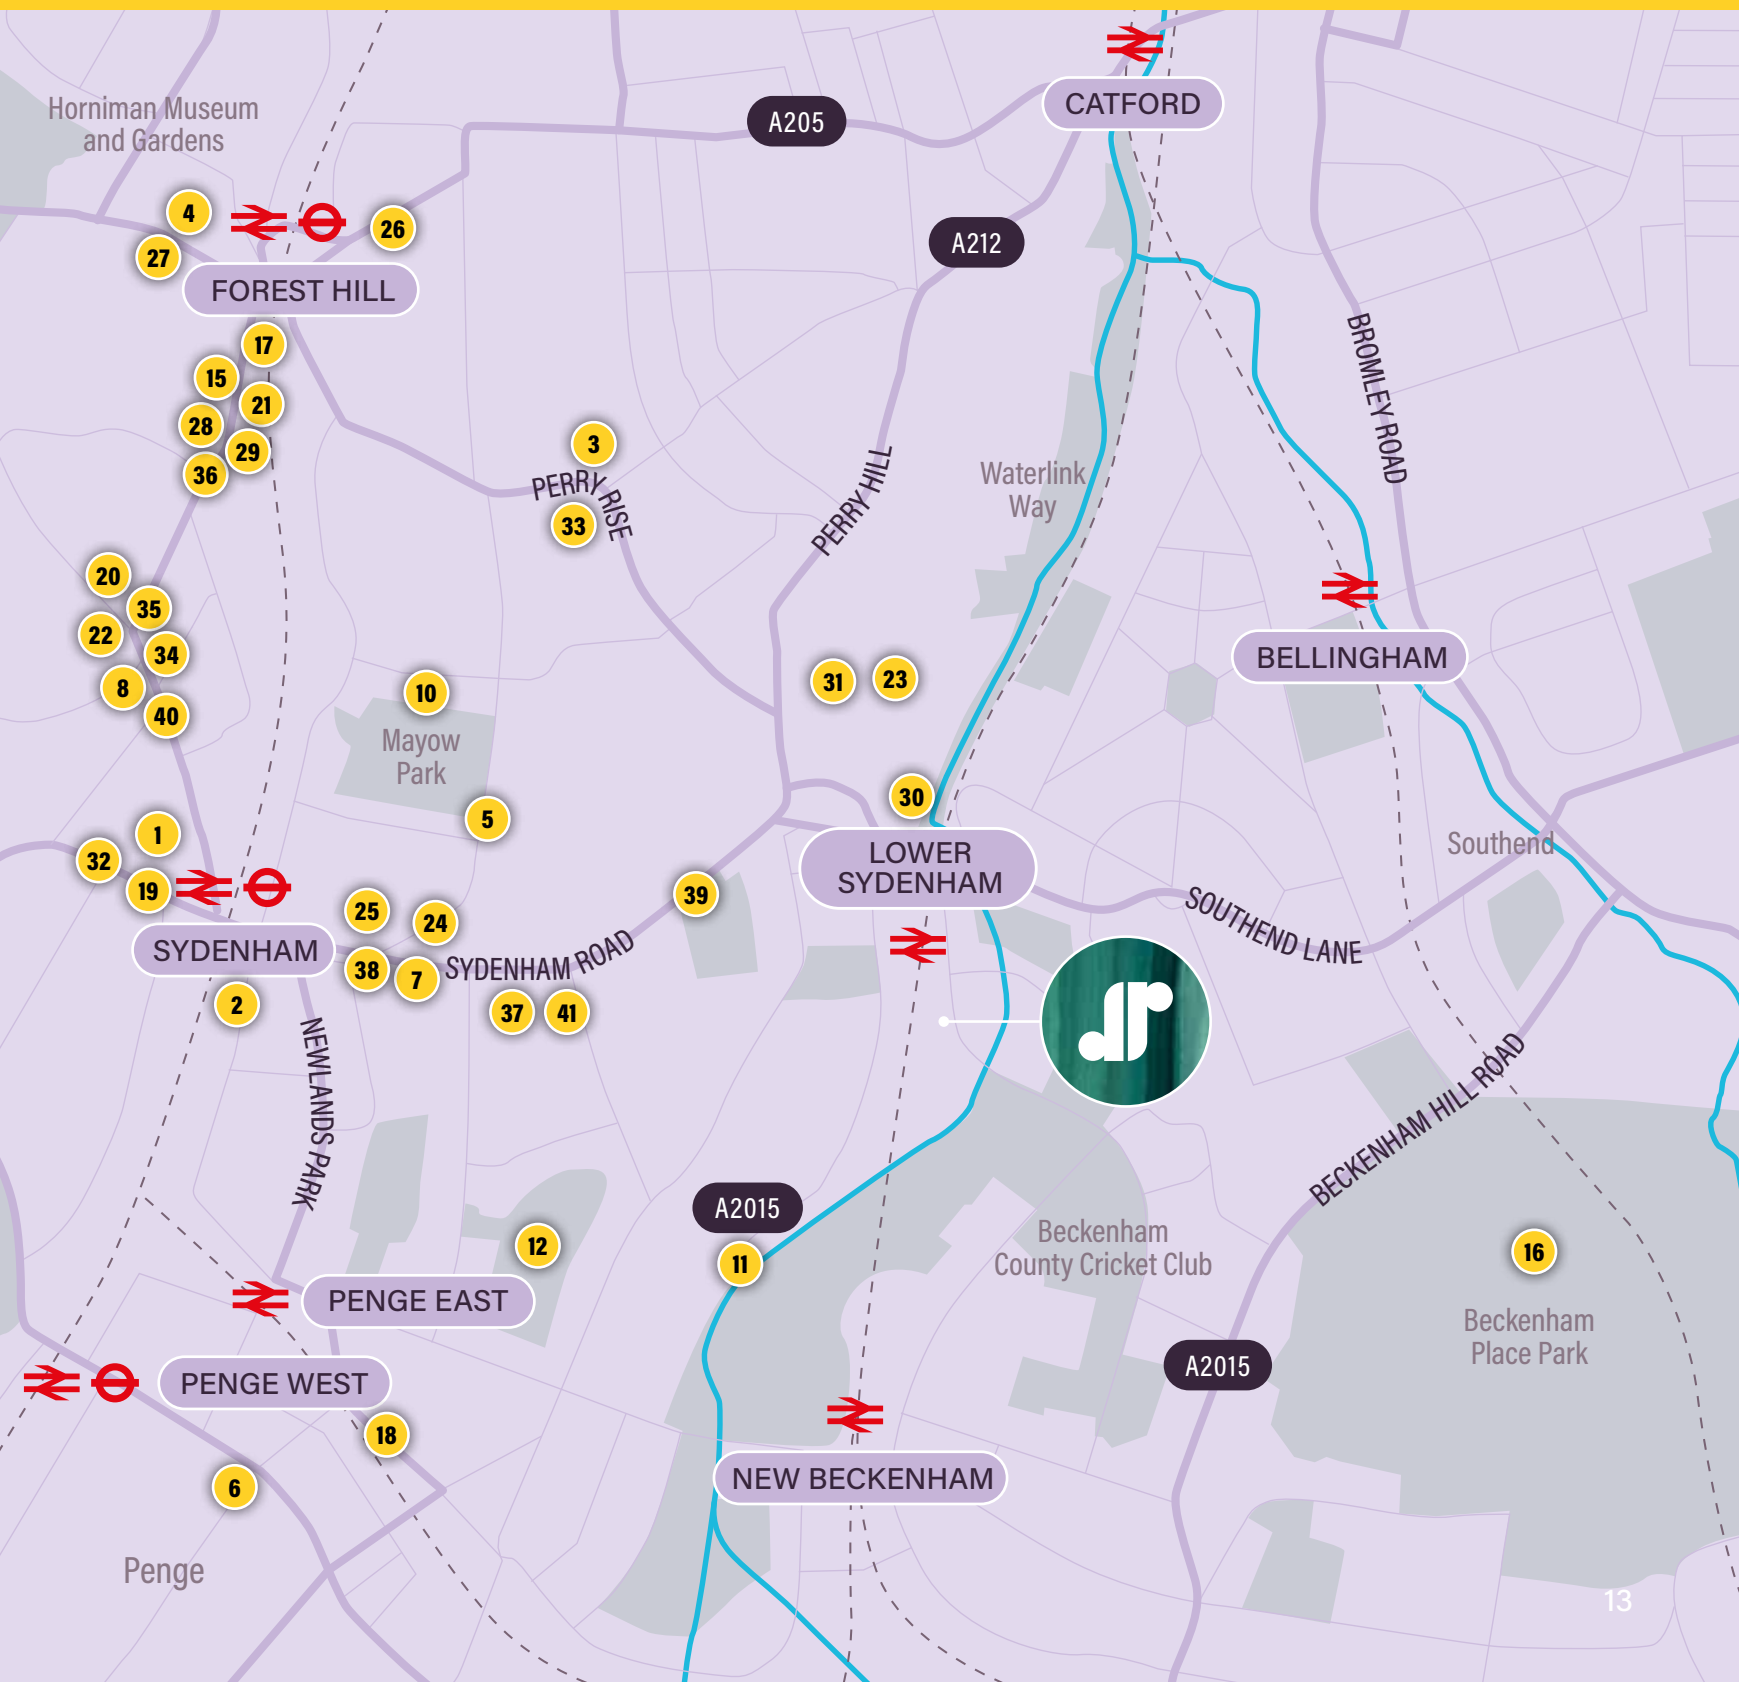 CATFORD
Horniman Museum
and Gardens
A205
4
26
A212
27
FOREST HILL
17
15
21
28
29
36
BROMLEY ROAD
3
PERRY RISE
33
PERRY HILL
Waterlink
Way
20
35
22
34
8
40
BELLINGHAM
10
Mayow
Park
31
23
30
5
1
32
19
Southend
LOWER
SYDENHAM
39
25
24
SYDENHAM
38
7
SYDENHAM ROAD
SOUTHEND LANE
2
37
41
NEWLANDS PARK
BECKENHAM HILL ROAD
A2015
12
11
Beckenham
County Cricket Club
16
PENGE EAST
Beckenham
Place Park
A2015
PENGE WEST
18
NEW BECKENHAM
6
Penge
13